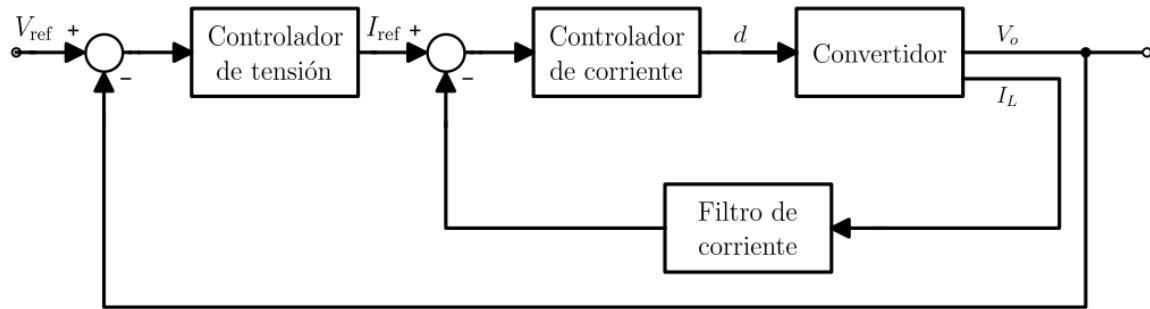 V_ref + − Controlador de tensión I_ref + − Controlador de corriente d Convertidor V_o
I_L
Filtro de
corriente